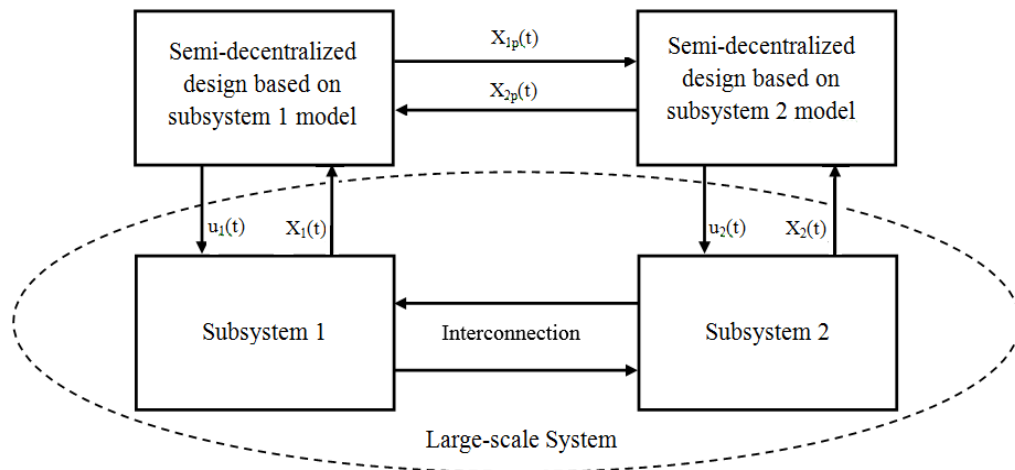 Semi-decentralized
design based on
subsystem 1 model
X1p(t)
X2p(t)
Semi-decentralized
design based on
subsystem 2 model
u1(t)
X1(t)
u2(t)
X2(t)
Subsystem 1
Interconnection
Subsystem 2
Large-scale System